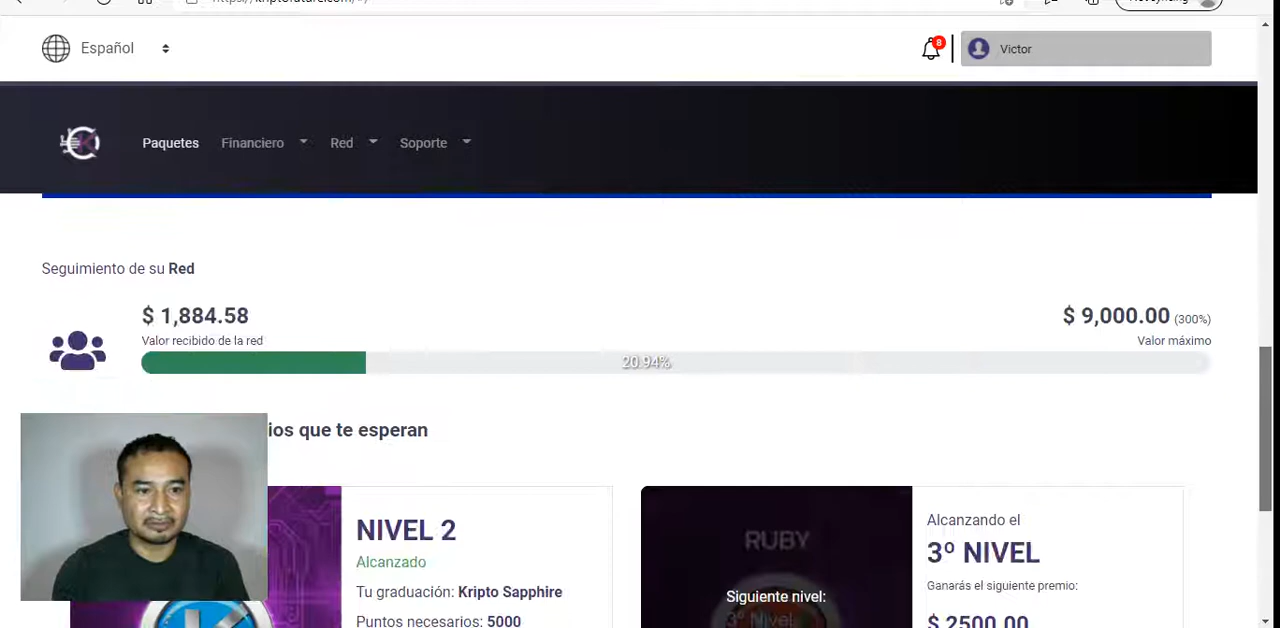 Español
8
Victor
Paquetes Financiero Red Soporte
Seguimiento de su Red
$ 1,884.58
$ 9,000.00 (300%)
Valor recibido de la red
Valor máximo
20.94%
ios que te esperan
NIVEL 2
Alcanzado
Tu graduación: Kripto Sapphire
Puntos necesarios: 5000
RUBY
Siguiente nivel:
3º Nivel
Alcanzando el
3º NIVEL
Ganarás el siguiente premio:
$ 2500.00